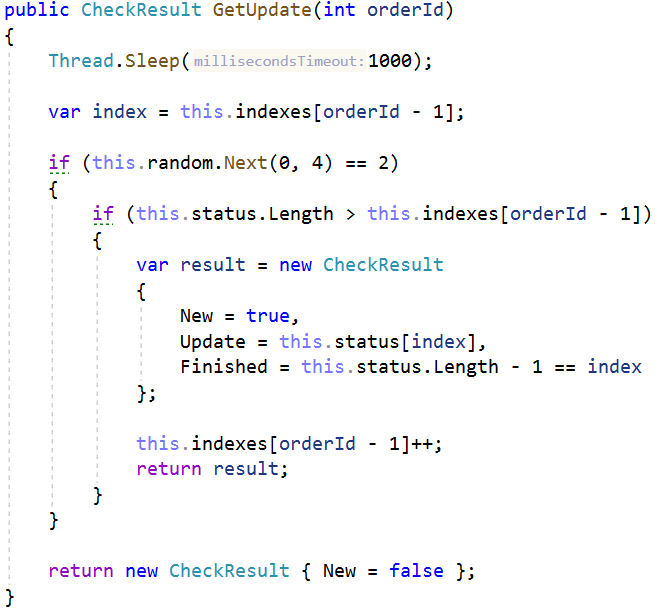 public CheckResult GetUpdate(int orderId)
{
    Thread.Sleep(millisecondsTimeout: 1000);

    var index = this.indexes[orderId - 1];

    if (this.random.Next(0, 4) == 2)
    {
        if (this.status.Length > this.indexes[orderId - 1])
        {
            var result = new CheckResult
            {
                New = true,
                Update = this.status[index],
                Finished = this.status.Length - 1 == index
            };

            this.indexes[orderId - 1]++;
            return result;
        }
    }

    return new CheckResult { New = false };
}